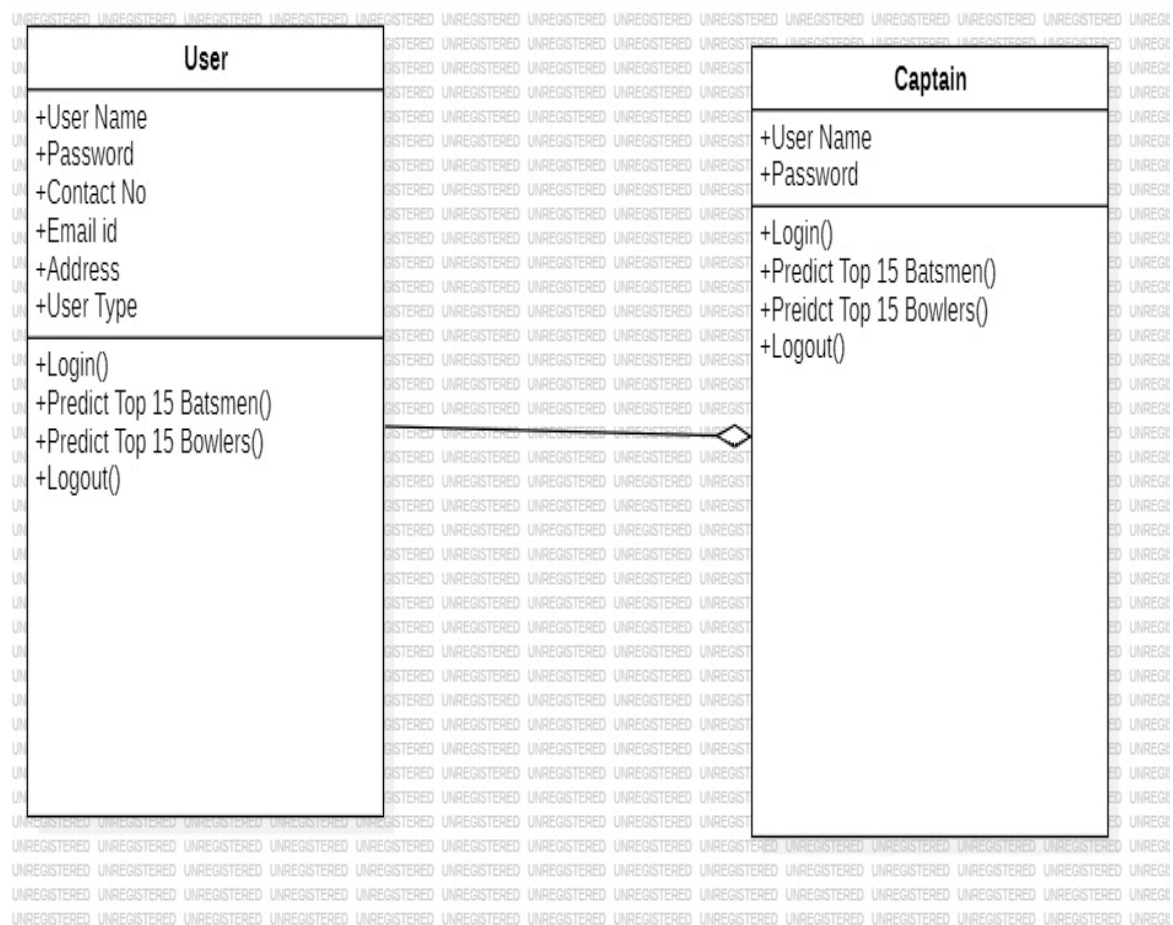 User
+User Name
+Password
+Contact No
+Email id
+Address
+User Type
+Login()
+Predict Top 15 Batsmen()
+Predict Top 15 Bowlers()
+Logout()
Captain
+User Name
+Password
+Login()
+Predict Top 15 Batsmen()
+Preidct Top 15 Bowlers()
+Logout()
UNREGISTERED